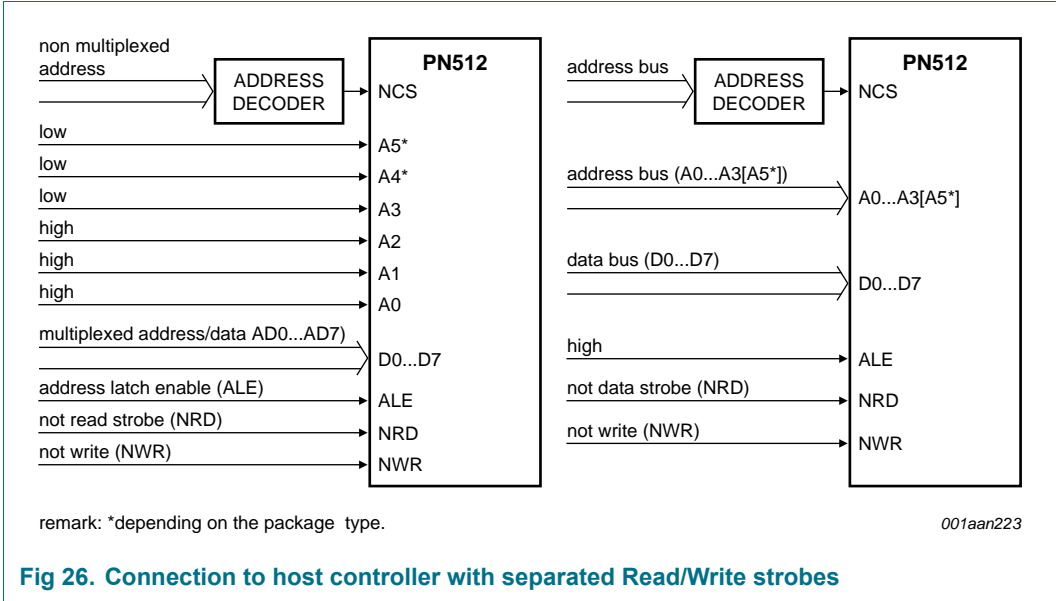 non multiplexed
address
ADDRESS
DECODER
PN512
NCS
low
A5*
low
A4*
low
A3
high
A2
high
A1
high
A0
multiplexed address/data AD0...AD7)
D0...D7
address latch enable (ALE)
ALE
not read strobe (NRD)
NRD
not write (NWR)
NWR
address bus
ADDRESS
DECODER
PN512
NCS
address bus (A0...A3[A5*])
A0...A3[A5*]
data bus (D0...D7)
D0...D7
high
ALE
not data strobe (NRD)
NRD
not write (NWR)
NWR
remark: *depending on the package type.
001aan223
Fig 26. Connection to host controller with separated Read/Write strobes